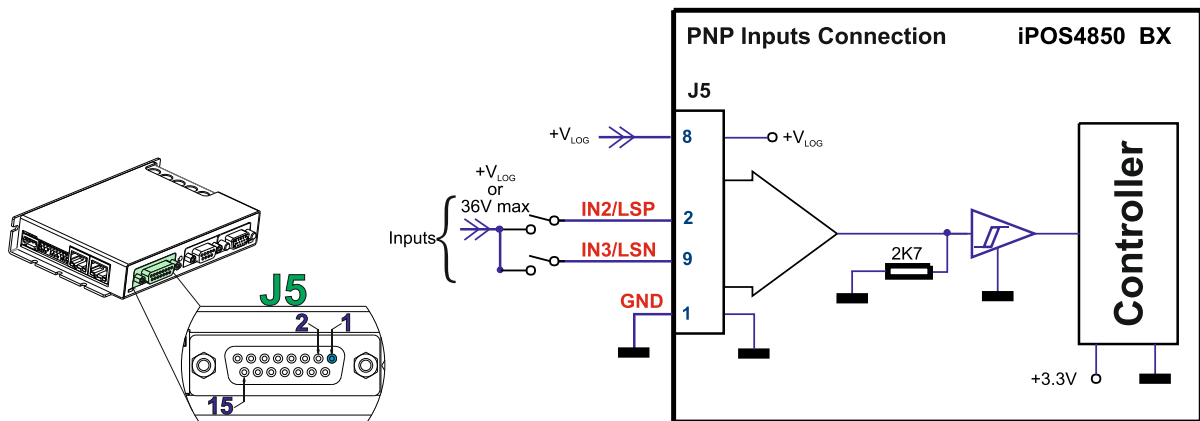 PNP Inputs Connection
iPOS4850 BX
J5
+VLOG
8
+VLOG
+VLOG
or
36V max
Inputs
IN2/LSP
2
IN3/LSN
9
GND
1
2K7
Controller
+3.3V
J5
2
1
15